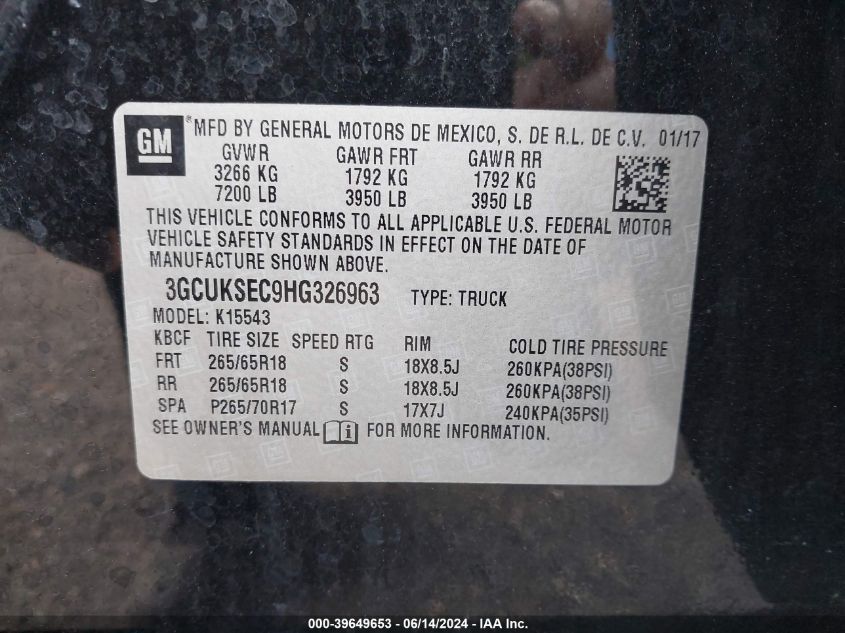 GM ® MFD BY GENERAL MOTORS DE MEXICO, S. DE R.L. DE C.V. 01/17
GVWR GAWR FRT GAWR RR
3266 KG 1792 KG 1792 KG
7200 LB 3950 LB 3950 LB
THIS VEHICLE CONFORMS TO ALL APPLICABLE U.S. FEDERAL MOTOR
VEHICLE SAFETY STANDARDS IN EFFECT ON THE DATE OF
MANUFACTURE SHOWN ABOVE.
3GCUKSEC9HG326963 TYPE: TRUCK
MODEL: K15543
KBCF TIRE SIZE SPEED RTG RIM COLD TIRE PRESSURE
FRT 265/65R18 S 18X8.5J 260KPA(38PSI)
RR 265/65R18 S 18X8.5J 260KPA(38PSI)
SPA P265/70R17 S 17X7J 240KPA(35PSI)
SEE OWNER'S MANUAL FOR MORE INFORMATION.
000-39649653 - 06/14/2024 - IAA Inc.